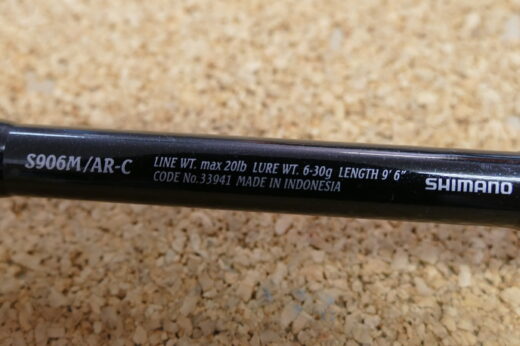 S906M/AR-C
LINE WT. max 20lb LURE WT. 6-30g LENGTH 9' 6"
CODE No.33941 MADE IN INDONESIA
SHIMANO